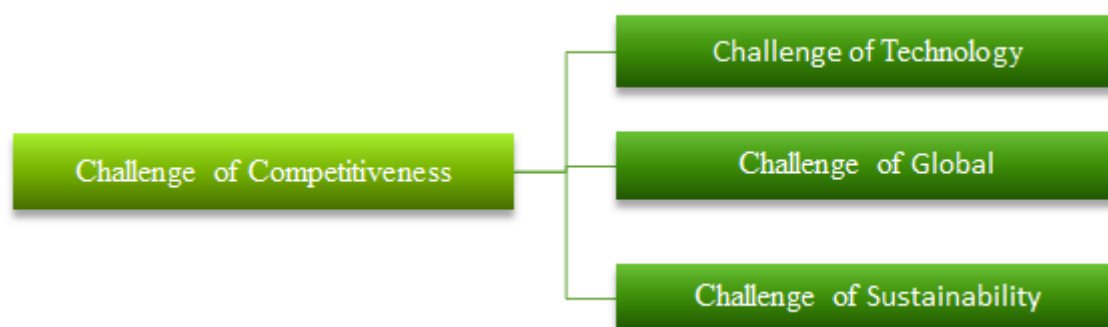 Challenge of Technology
Challenge of Competitiveness
Challenge of Global
Challenge of Sustainability